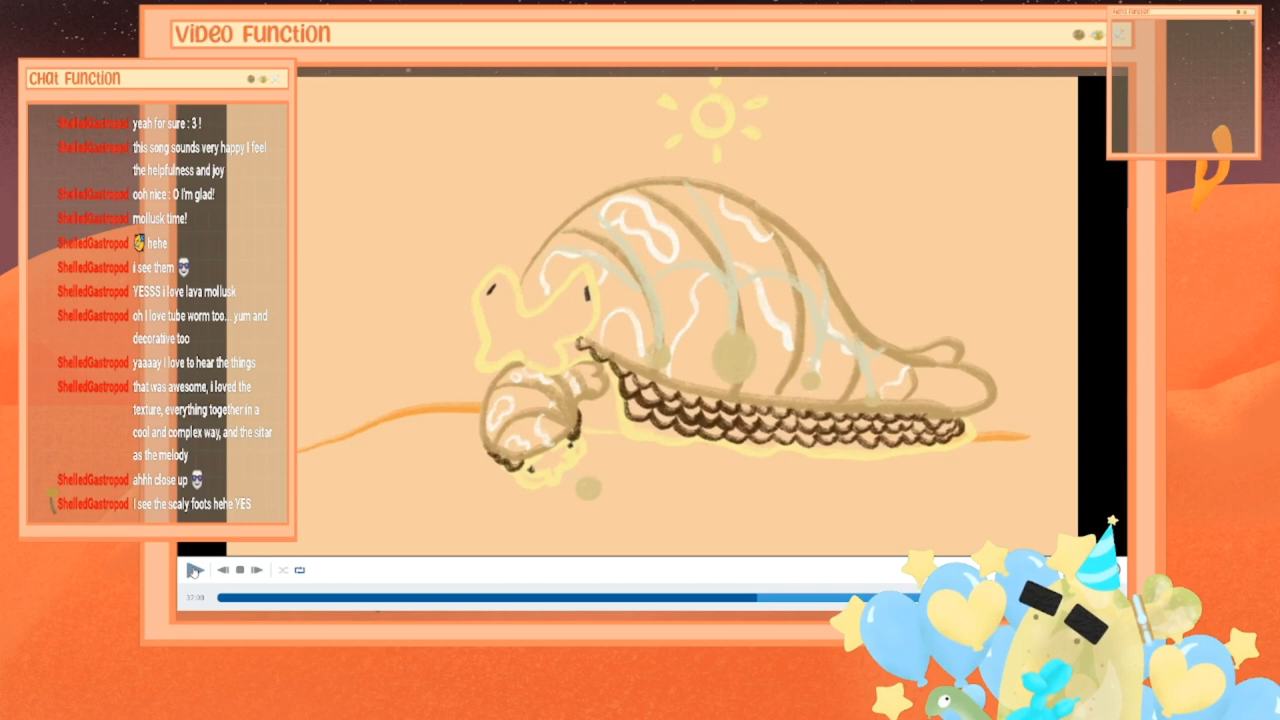 Video Function
Chat Function
ShelledGastropod yeah for sure : 3 !
ShelledGastropod this song sounds very happy I feel
the helpfulness and joy
ShelledGastropod ooh nice : O I'm glad!
ShelledGastropod mollusk time!
ShelledGastropod hehe
ShelledGastropod i see them
ShelledGastropod YESSS i love lava mollusk
ShelledGastropod oh I love tube worm too... yum and
decorative too
ShelledGastropod yaaaay I love to hear the things
ShelledGastropod that was awesome, i loved the
texture, everything together in a
cool and complex way, and the sitar
as the melody
ShelledGastropod ahhh close up
ShelledGastropod I see the scaly foots hehe YES